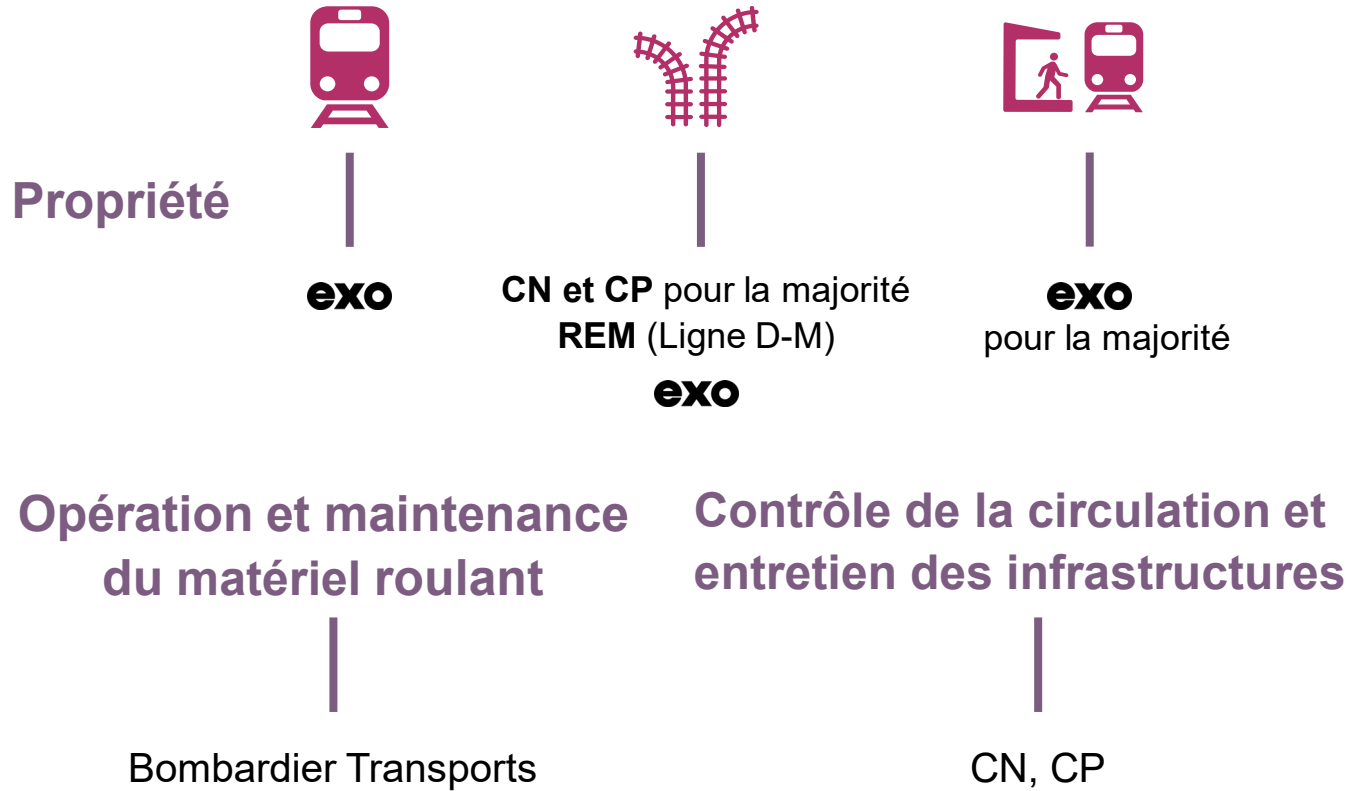 Propriété
exo
CN et CP pour la majorité
REM (Ligne D-M)
exo
exo
pour la majorité
Opération et maintenance
du matériel roulant
Contrôle de la circulation et
entretien des infrastructures
Bombardier Transports
CN, CP